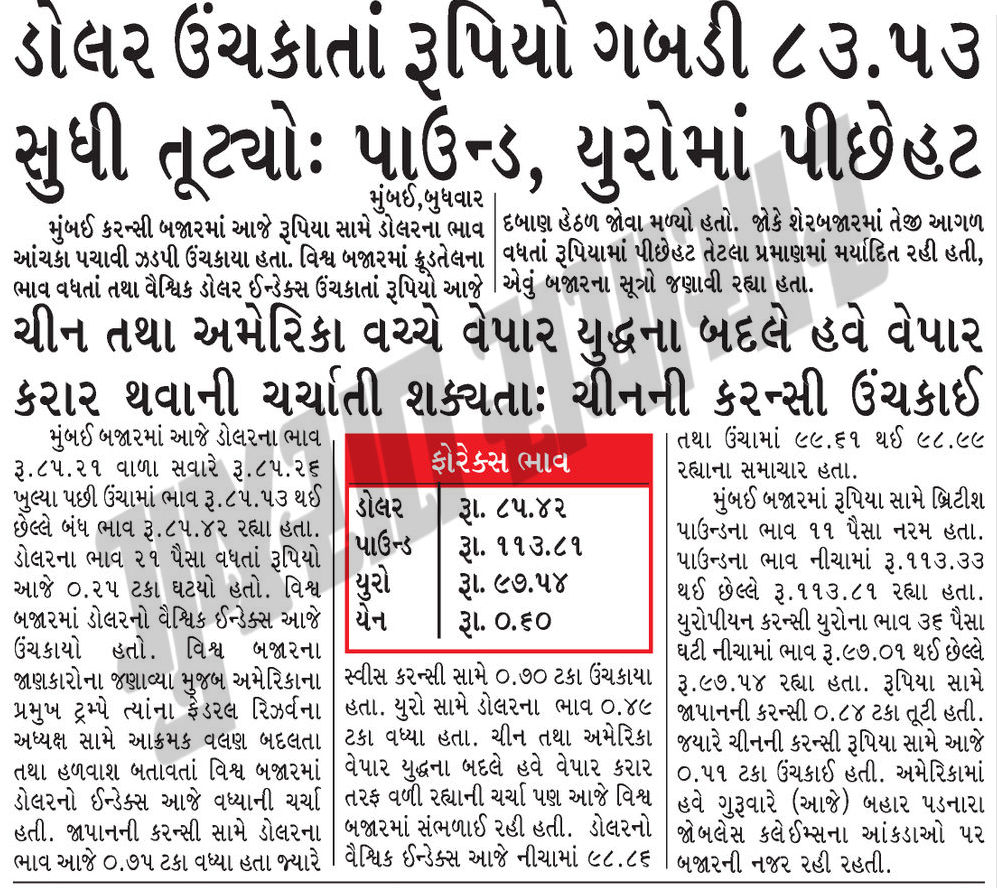 ડોલર ઉંચકાતાં રૂપિયો ગબડી ૮૩.૫૩
સુધી તૂટ્યોઃ પાઉન્ડ, યુરોમાં પીછેહટ
મુંબઈ,બુધવાર
મુંબઈ કરન્સી બજારમાં આજે રૂપિયા સામે ડોલરના ભાવ
આંચકા પચાવી ઝડપી ઉંચકાયા હતા. વિશ્વ બજારમાં ક્રૂડતેલના
ભાવ વધતાં તથા વૈશ્વિક ડોલર ઈન્ડેક્સ ઉંચકાતાં રૂપિયો આજે
દબાણ હેઠળ જોવા મળ્યો હતો. જોકે શેરબજારમાં તેજી આગળ
વધતાં રૂપિયામાં પીછેહટ તેટલા પ્રમાણમાં મર્યાદિત રહી હતી,
એવું બજારના સૂત્રો જણાવી રહ્યા હતા.
ચીન તથા અમેરિકા વચ્ચે વેપાર યુદ્ધના બદલે હવે વેપાર
કરાર થવાની ચર્ચાતી શક્યતાઃ ચીનની કરન્સી ઉંચકાઈ
મુંબઈ બજારમાં આજે ડોલરના ભાવ
રૂ.૮૫.૨૧ વાળા સવારે રૂ.૮૫.૨૬
ખુલ્યા પછી ઉંચામાં ભાવ રૂ.૮૫.૫૩ થઈ
છેલ્લે બંધ ભાવ રૂ.૮૫.૪૨ રહ્યા હતા.
ડોલરના ભાવ ૨૧ પૈસા વધતાં રૂપિયો
આજે ૦.૨૫ ટકા ઘટયો હતો. વિશ્વ
બજારમાં ડોલરનો વૈશ્વિક ઈન્ડેક્સ આજે
ઉંચકાયો હતો. વિશ્વ બજારના
જાણકારોના જણાવ્યા મુજબ અમેરિકાના
પ્રમુખ ટ્રમ્પે ત્યાંના ફેડરલ રિઝર્વના
અધ્યક્ષ સામે આક્રમક વલણ બદલતા
તથા હળવાશ બતાવતાં વિશ્વ બજારમાં
ડોલરનો ઈન્ડેક્સ આજે વધ્યાની ચર્ચા
હતી. જાપાનની કરન્સી સામે ડોલરના
ભાવ આજે ૦.૭૫ ટકા વધ્યા હતા જ્યારે
ફોરેક્સ ભાવ
ડોલર રૂા. ૮૫.૪૨
પાઉન્ડ રૂા. ૧૧૩.૮૧
યુરો રૂા. ૯૭.૫૪
યેન રૂા. ૦.૬૦
સ્વીસ કરન્સી સામે ૦.૭૦ ટકા ઉંચકાયા
હતા. યુરો સામે ડોલરના ભાવ ૦.૪૯
ટકા વધ્યા હતા. ચીન તથા અમેરિકા
વેપાર યુદ્ધના બદલે હવે વેપાર કરાર
તરફ વળી રહ્યાની ચર્ચા પણ આજે વિશ્વ
બજારમાં સંભળાઈ રહી હતી. ડોલરનો
વૈશ્વિક ઈન્ડેક્સ આજે નીચામાં ૯૮.૮૬
તથા ઉંચામાં ૯૯.૬૧ થઈ ૯૮.૯૯
રહ્યાના સમાચાર હતા.
મુંબઈ બજારમાં રૂપિયા સામે બ્રિટીશ
પાઉન્ડના ભાવ ૧૧ પૈસા નરમ હતા.
પાઉન્ડના ભાવ નીચામાં રૂ.૧૧૩.૩૩
થઈ છેલ્લે રૂ.૧૧૩.૮૧ રહ્યા હતા.
યુરોપીયન કરન્સી યુરોના ભાવ ૩૬ પૈસા
ઘટી નીચામાં ભાવ રૂ.૯૭.૦૧ થઈ છેલ્લે
રૂ.૯૭.૫૪ રહ્યા હતા. રૂપિયા સામે
જાપાનની કરન્સી ૦.૮૪ ટકા તૂટી હતી.
જયારે ચીનની કરન્સી રૂપિયા સામે આજે
૦.૫૧ ટકા ઉંચકાઈ હતી. અમેરિકામાં
હવે ગુરૂવારે (આજે) બહાર પડનારા
જોબલેસ કલેઈમ્સના આંકડાઓ પર
બજારની નજર રહી રહતી.
ગુજરાત સમાચાર